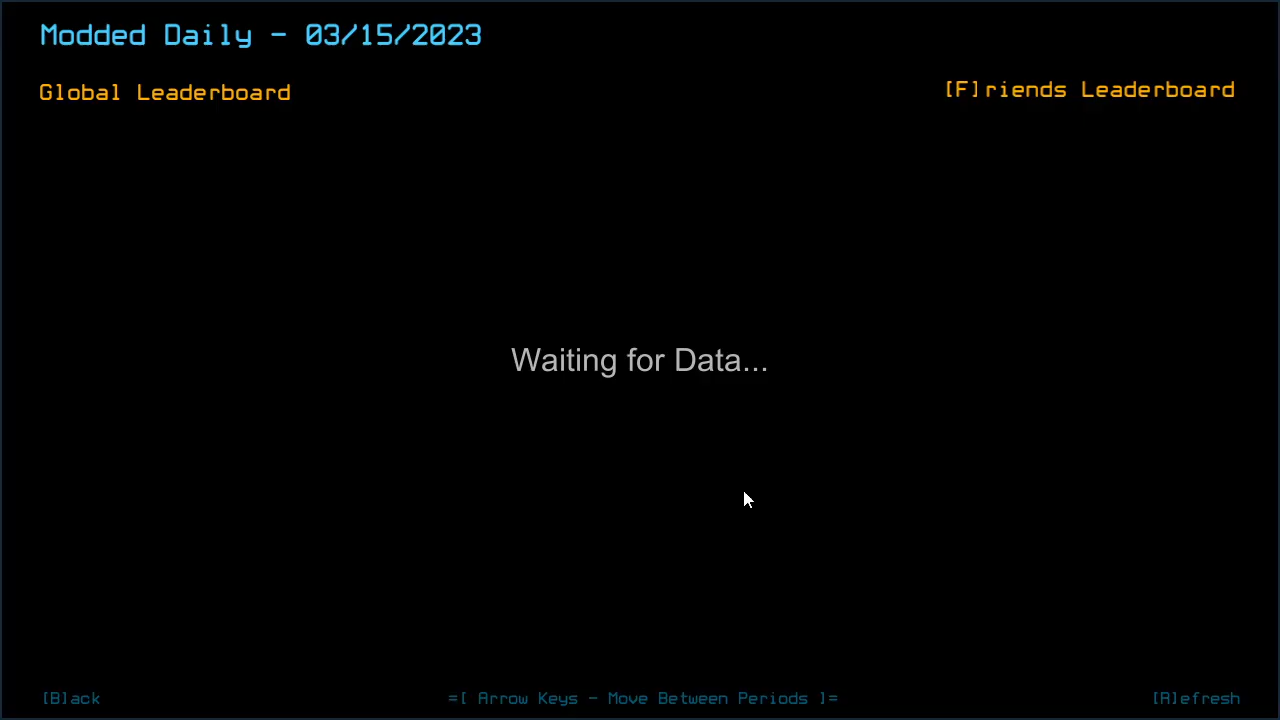 Modded Daily - 03/15/2023
Global Leaderboard
[F]riends Leaderboard
Waiting for Data...
[B]ack
=[ Arrow Keys - Move Between Periods ]=
[R]efresh